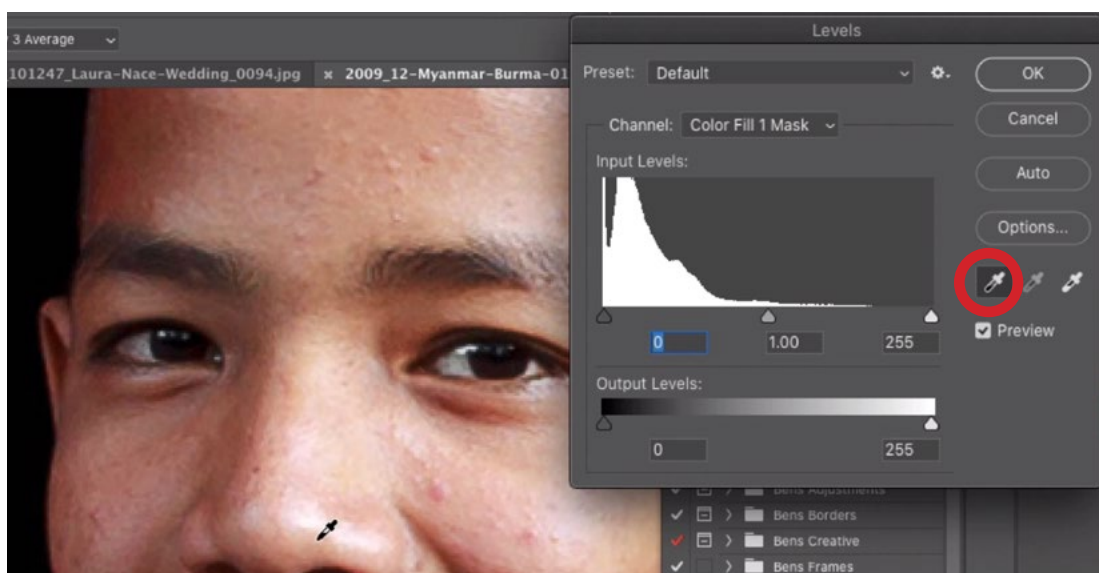 3 Average
101247_Laura-Nace-Wedding_0094.jpg × 2009_12-Myanmar-Burma-01
Levels
Preset: Default
OK
Channel: Color Fill 1 Mask
Cancel
Input Levels:
Auto
Options...
0 1.00 255
Preview
Output Levels:
0 255
Bens Adjustments
Bens Borders
Bens Creative
Bens Frames